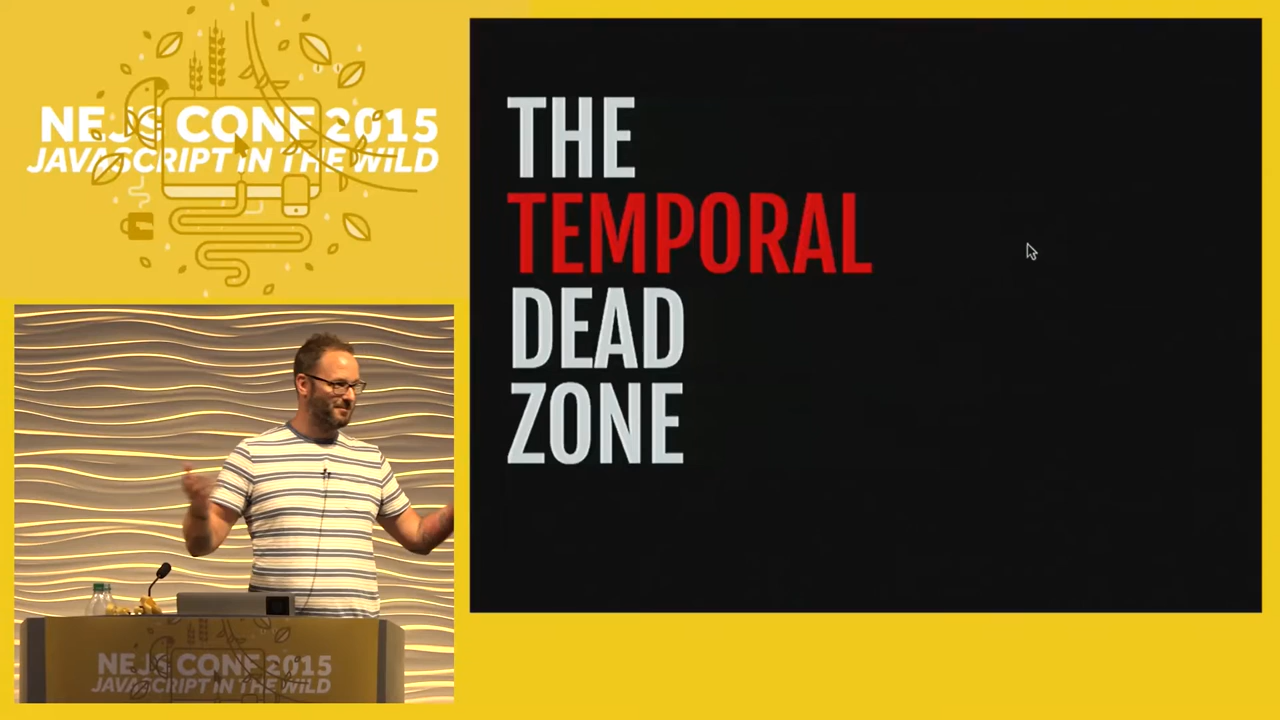 NEJS CONF 2015
JAVASCRIPT IN THE WILD
THE
TEMPORAL
DEAD
ZONE
NEJS CONF 2015
JAVASCRIPT IN THE WILD